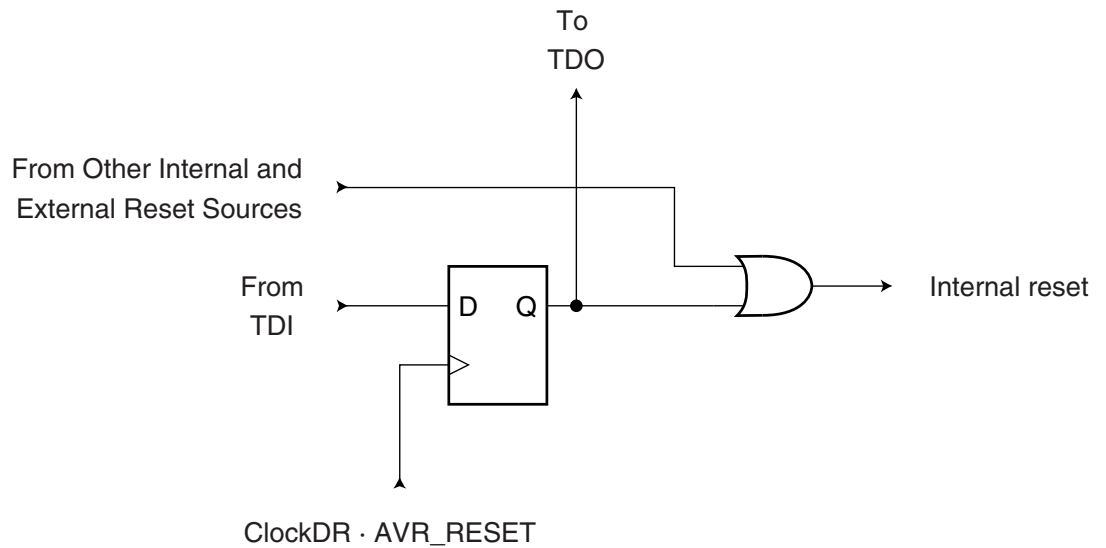 To
TDO
From Other Internal and
External Reset Sources
From
TDI
D Q
Internal reset
ClockDR · AVR_RESET